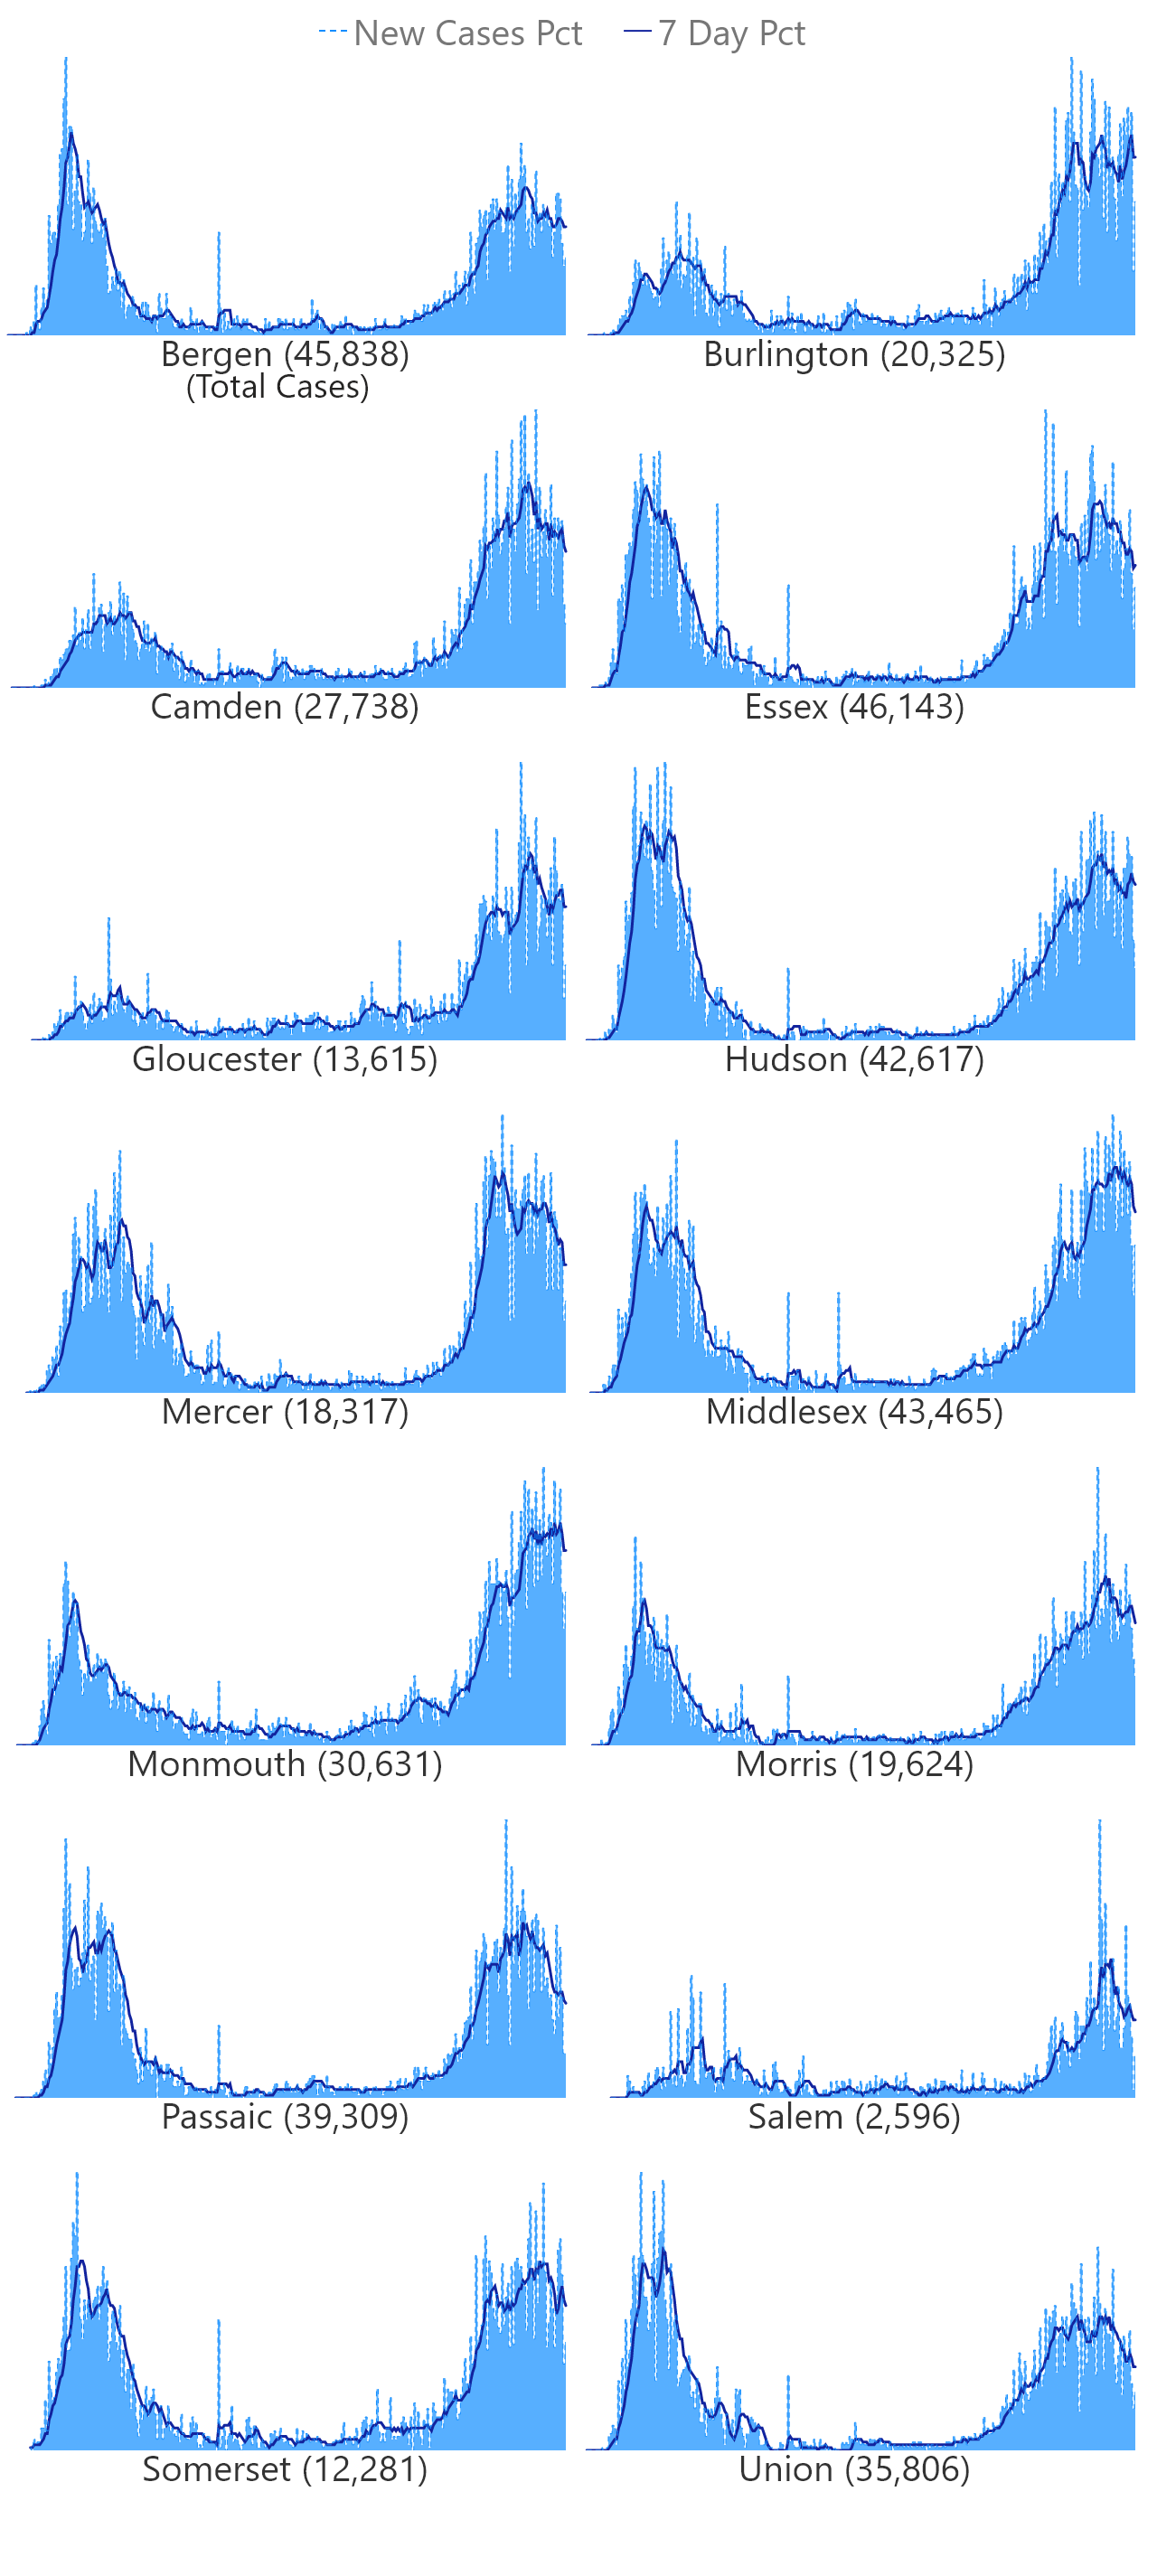 New Cases Pct 7 Day Pct
Bergen (45,838) Burlington (20,325)
(Total Cases)
Camden (27,738) Essex (46,143)
Gloucester (13,615) Hudson (42,617)
Mercer (18,317) Middlesex (43,465)
Monmouth (30,631) Morris (19,624)
Passaic (39,309) Salem (2,596)
Somerset (12,281) Union (35,806)